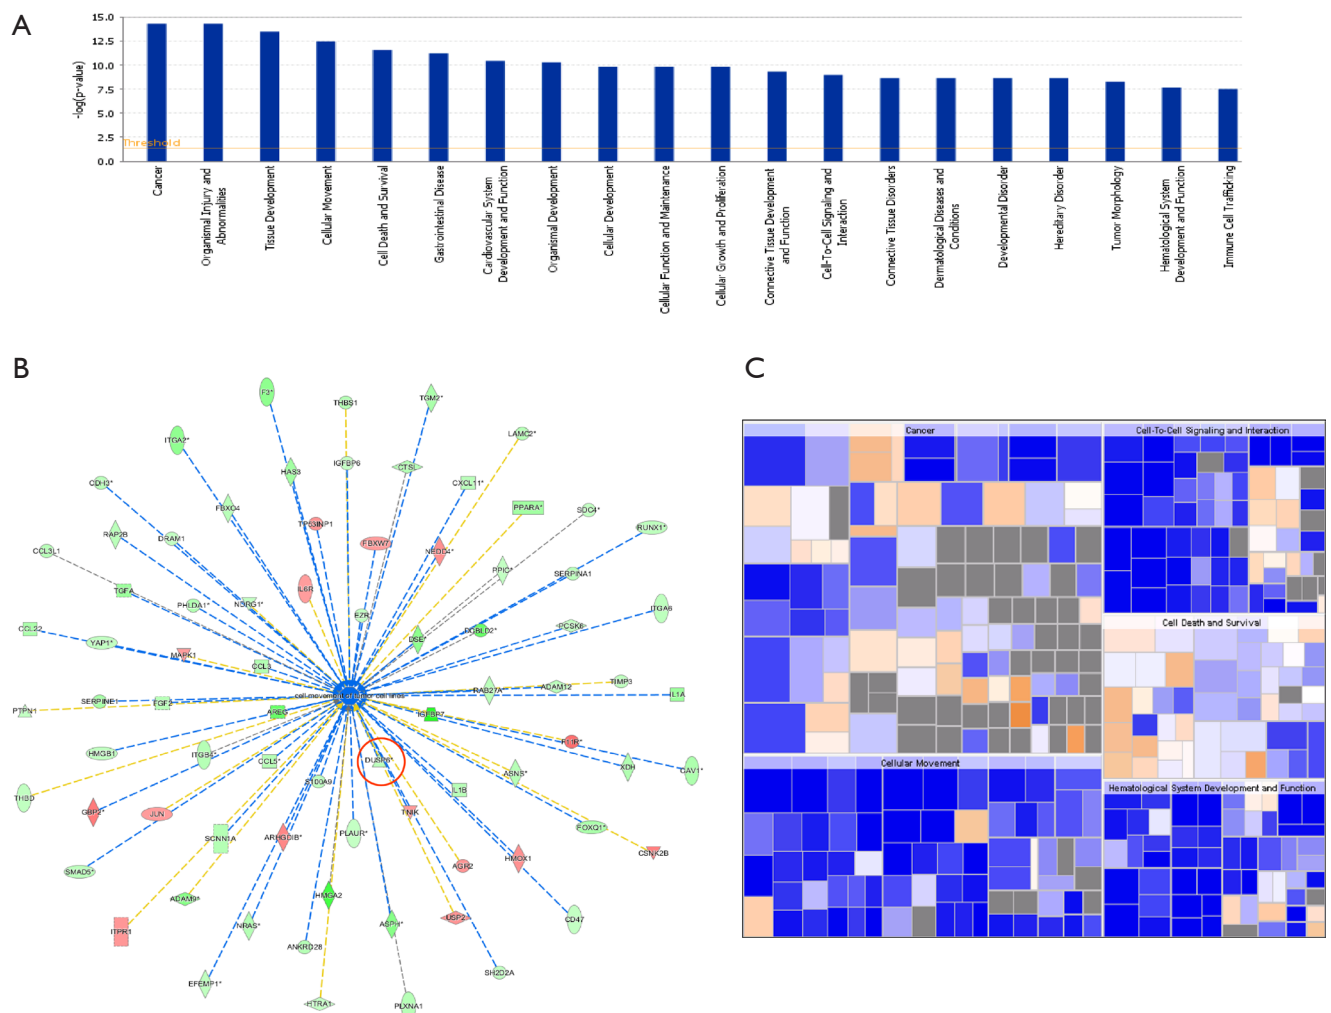 A
15.0
12.5
10.0
7.5
5.0
2.5
0.0
-log(p-value)
Threshold
Cancer
Organismal Injury and
Abnormalities
Tissue Development
Cellular Movement
Cell Death and Survival
Gastrointestinal Disease
Cardiovascular System
Development and Function
Organismal Development
Cellular Development
Cellular Function and Maintenance
Cellular Growth and Proliferation
Connective Tissue Development
and Function
Cell-To-Cell Signaling and
Interaction
Connective Tissue Disorders
Dermatological Diseases and
Conditions
Developmental Disorder
Hereditary Disorder
Tumor Morphology
Hematological System
Development and Function
Immune Cell Trafficking
B
F3*
THBS1
TGM2*
ITGA2*
LAMC2*
HAS3
IGFBP6
CTSL
CDH3*
CXCL11*
FBXO4
PPARA*
SDC4*
TP53INP1
RUNX1*
RAP2B
DRAM1
FBXW7
NEDD4*
CCL3L1
PPIC*
SERPINA1
TGFA
IL6R
PHLDA1*
NDRG1*
ITGA6
EZR
CCL22
YAP1*
DSE*
PCSK6*
MAPK1
CCL3
RAB27A*
ADAM12
TIMP3
IL1A
SERPINE1
FGF2
PTPN1
AREG
IGFBP7
F11R*
HMGB1
ITGB4*
CCL5*
DUSP6*
XDH
CAV1*
S100A9
ASNS*
IL1B
THBD
GBP2*
JUN
TNIK
SCNN1A
ARHGDIB*
PLAUR*
FOXQ1*
CSNK2B
HMOX1
AGR2
SMAD5*
ADAM9*
HMGA2
USP2
CD47
ITPR1
NRAS*
ASPH*
ANKRD28
SH2D2A
EFEMP1*
HTRA1
PLXNA1
C
Cancer
Cell-To-Cell Signaling and Interaction
Cell Death and Survival
Cellular Movement
Hematological System Development and Function